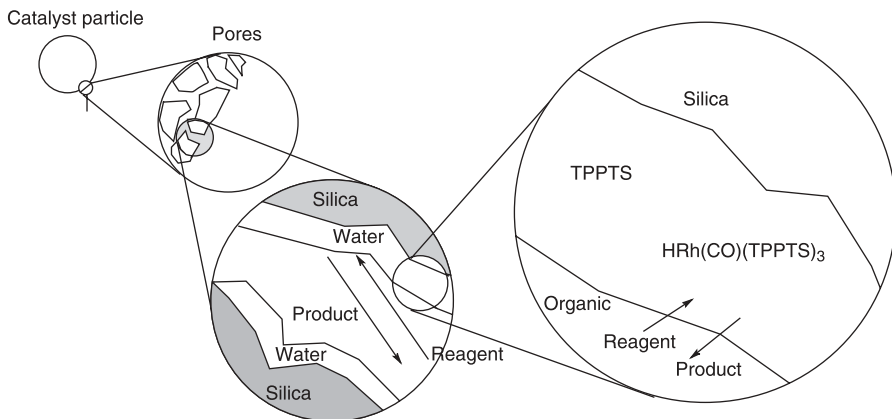 Catalyst particle
Pores
Silica
Water
Product
Water
Reagent
Silica
Silica
TPPTS
HRh(CO)(TPPTS)₃
Organic
Reagent
Product